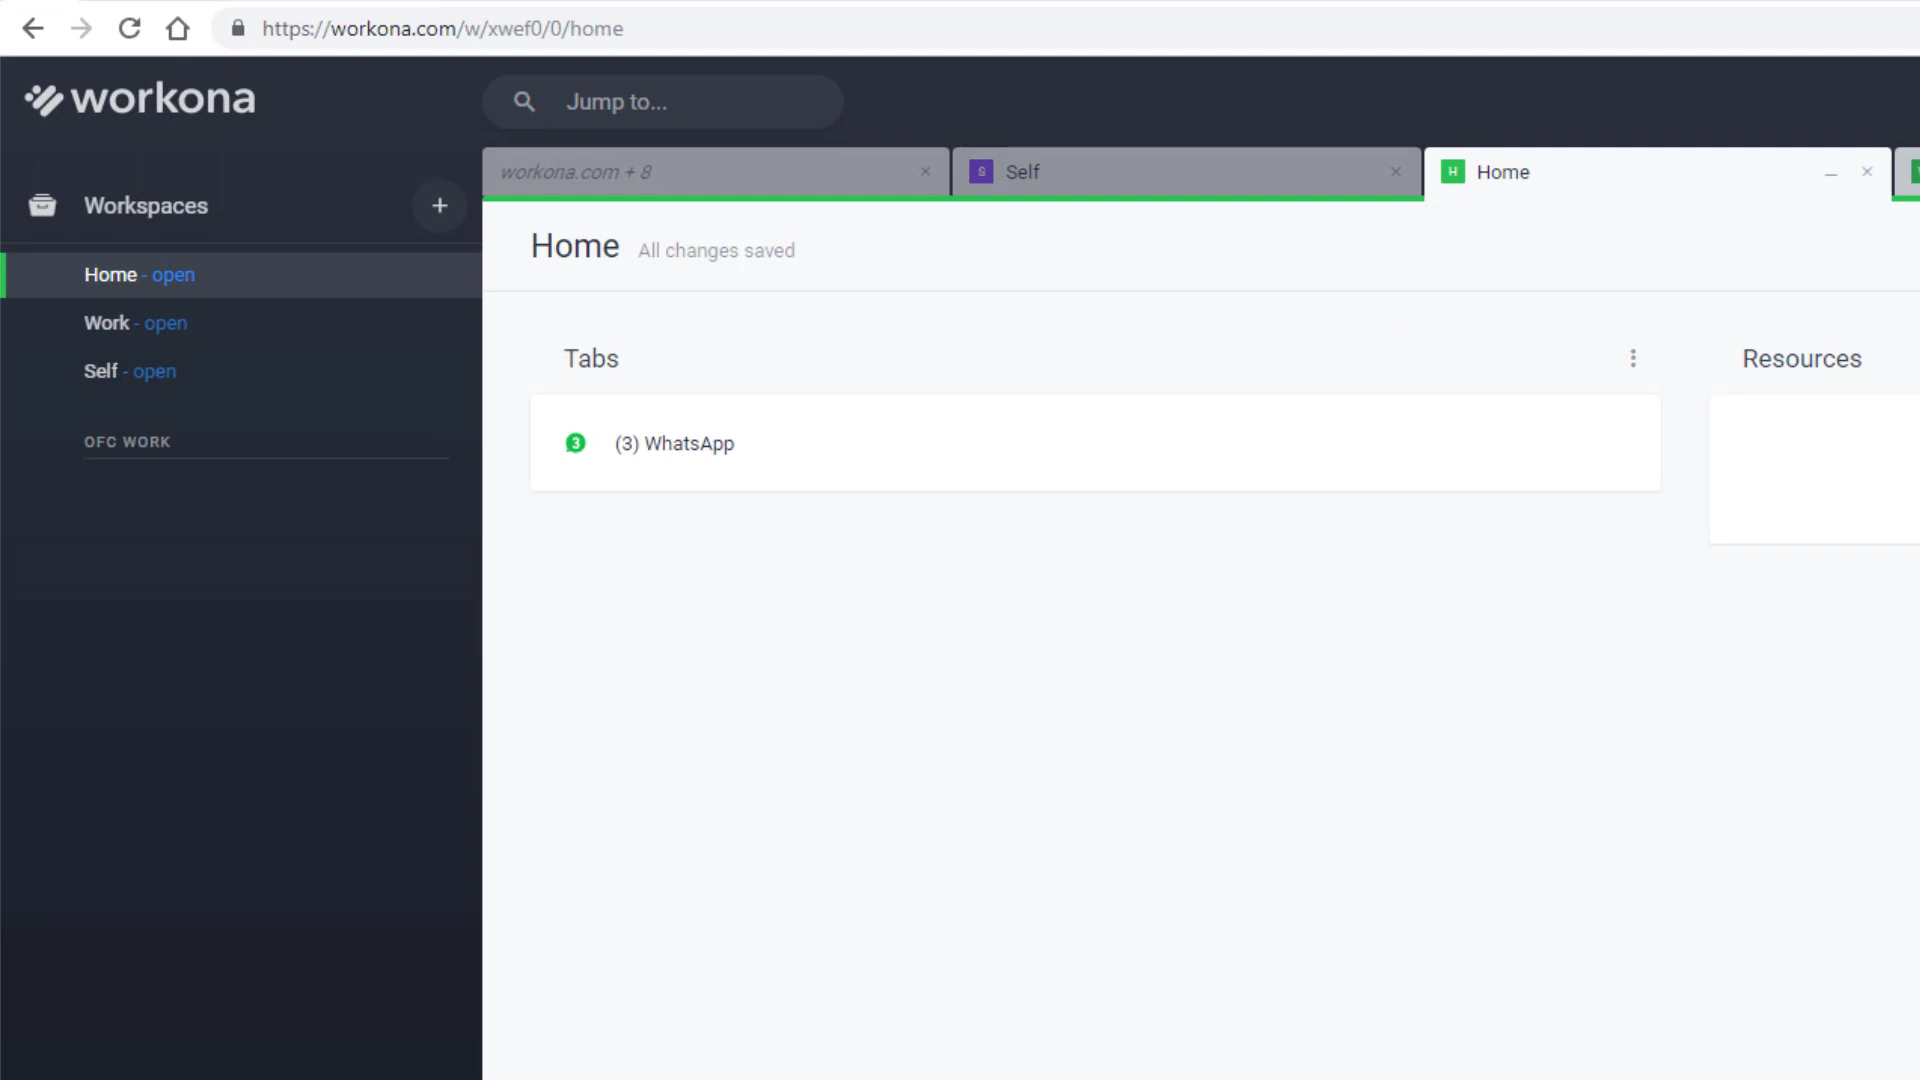 https://workona.com/w/xwef0/0/home
workona
Jump to...
workona.com + 8
S Self
H Home
Workspaces
Home All changes saved
Home - open
Work - open
Self - open
OFC WORK
Tabs
Resources
3 (3) WhatsApp